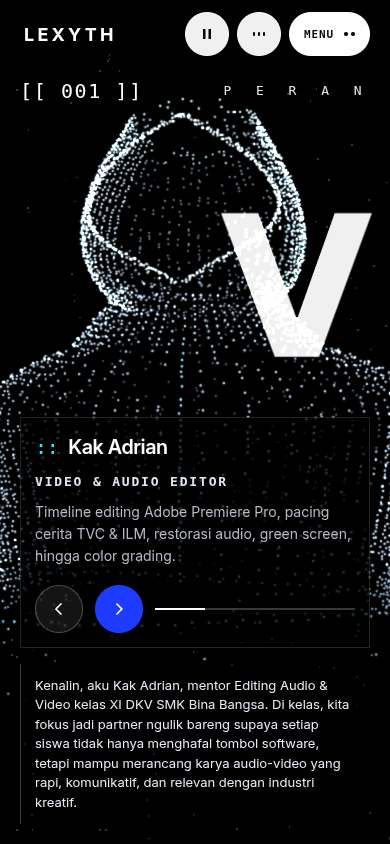 LEXYTH
MENU
[[ 001 ]]
P E R A N
V
:: Kak Adrian
VIDEO & AUDIO EDITOR
Timeline editing Adobe Premiere Pro, pacing
cerita TVC & ILM, restorasi audio, green screen,
hingga color grading.
Kenalin, aku Kak Adrian, mentor Editing Audio &
Video kelas XI DKV SMK Bina Bangsa. Di kelas, kita
fokus jadi partner ngulik bareng supaya setiap
siswa tidak hanya menghafal tombol software,
tetapi mampu merancang karya audio-video yang
rapi, komunikatif, dan relevan dengan industri
kreatif.